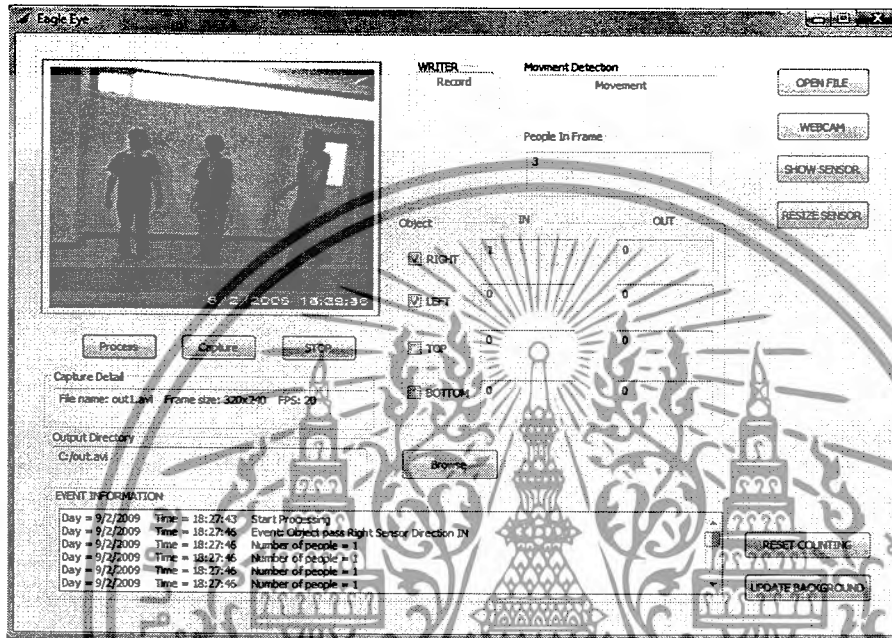 Eagle Eye
WRITER
Record
Movment Detection
Movement
People In Frame
3
OPEN FILE
WEBCAM
SHOW SENSOR
RESIZE SENSOR
Object IN OUT
RIGHT 1 0
LEFT 0 0
TOP 0 0
BOTTOM 0 0
Process Capture STOP
Capture Detail
File name: out1.avi Frame size: 320x240 FPS: 20
Output Directory
C:/out.avi
Browse
EVENT INFORMATION
Day = 9/2/2009 Time = 18:27:43 Start Processing
Day = 9/2/2009 Time = 18:27:46 Event: Object pass Right Sensor Direction IN
Day = 9/2/2009 Time = 18:27:46 Number of people = 1
Day = 9/2/2009 Time = 18:27:46 Number of people = 1
Day = 9/2/2009 Time = 18:27:46 Number of people = 1
Day = 9/2/2009 Time = 18:27:46 Number of people = 1
RESET COUNTING
UPDATE BACKGROUND